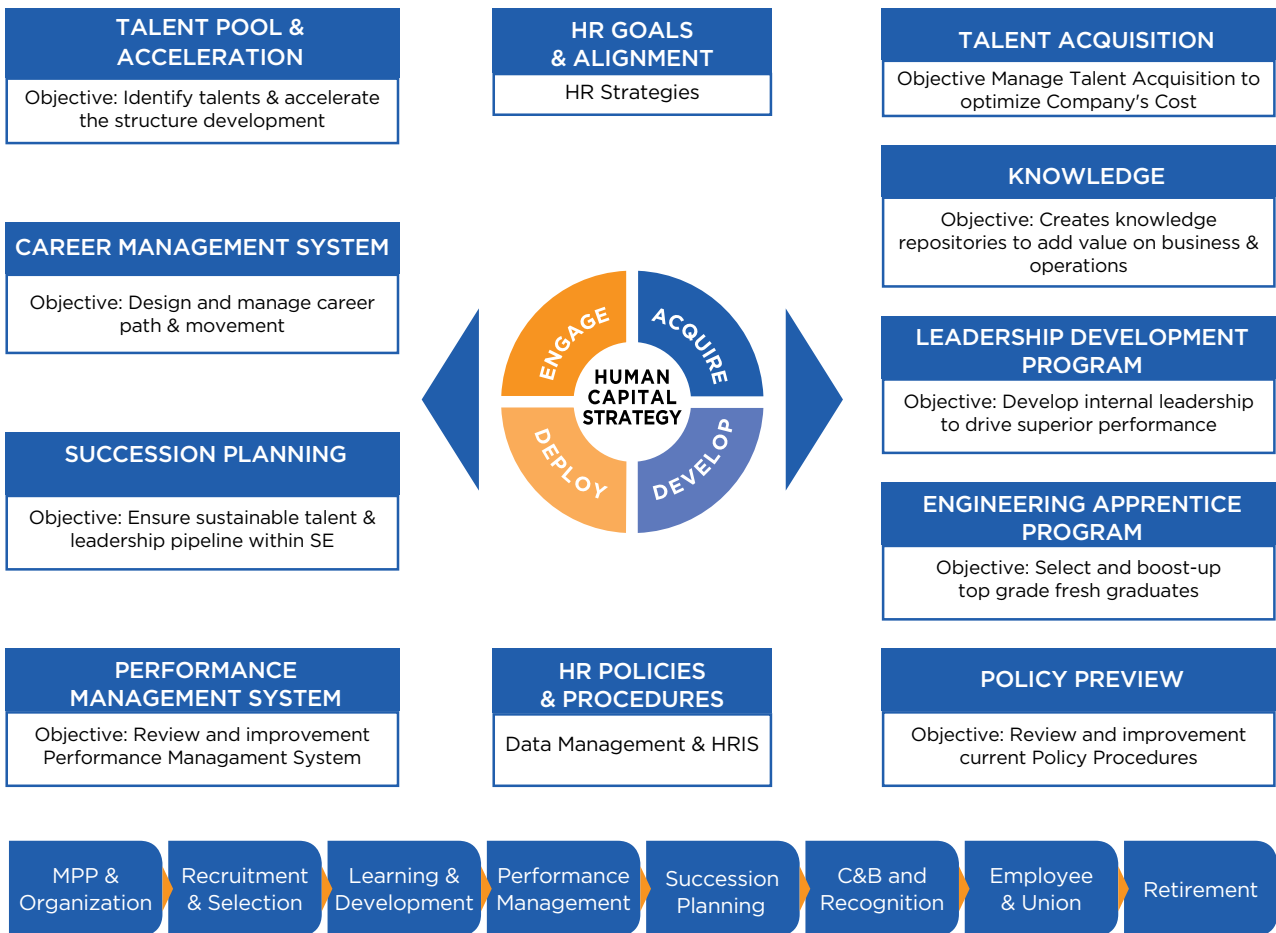 TALENT POOL &
ACCELERATION
Objective: Identify talents & accelerate
the structure development
CAREER MANAGEMENT SYSTEM
Objective: Design and manage career
path & movement
SUCCESSION PLANNING
Objective: Ensure sustainable talent &
leadership pipeline within SE
PERFORMANCE
MANAGEMENT SYSTEM
Objective: Review and improvement
Performance Managament System
HR GOALS
& ALIGNMENT
HR Strategies
ENGAGE
ACQUIRE
HUMAN
CAPITAL
STRATEGY
DEPLOY
DEVELOP
HR POLICIES
& PROCEDURES
Data Management & HRIS
TALENT ACQUISITION
Objective Manage Talent Acquisition to
optimize Company's Cost
KNOWLEDGE
Objective: Creates knowledge
repositories to add value on business &
operations
LEADERSHIP DEVELOPMENT
PROGRAM
Objective: Develop internal leadership
to drive superior performance
ENGINEERING APPRENTICE
PROGRAM
Objective: Select and boost-up
top grade fresh graduates
POLICY PREVIEW
Objective: Review and improvement
current Policy Procedures
MPP &
Organization
Recruitment
& Selection
Learning &
Development
Performance
Management
Succession
Planning
C&B and
Recognition
Employee
& Union
Retirement